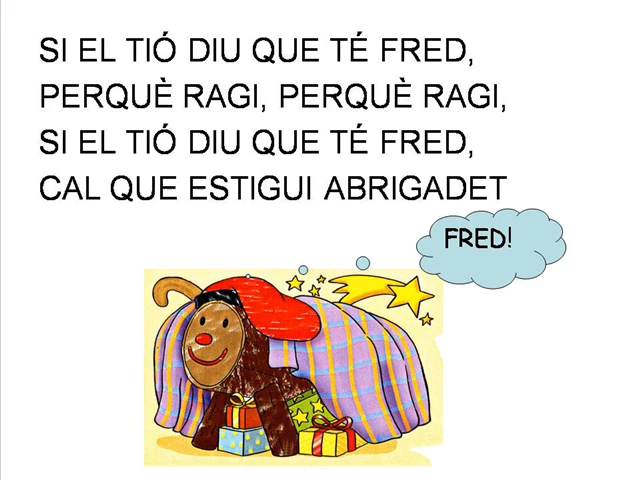 SI EL TIÓ DIU QUE TÉ FRED,
PERQUÈ RAGI, PERQUÈ RAGI,
SI EL TIÓ DIU QUE TÉ FRED,
CAL QUE ESTIGUI ABRIGADET
FRED!